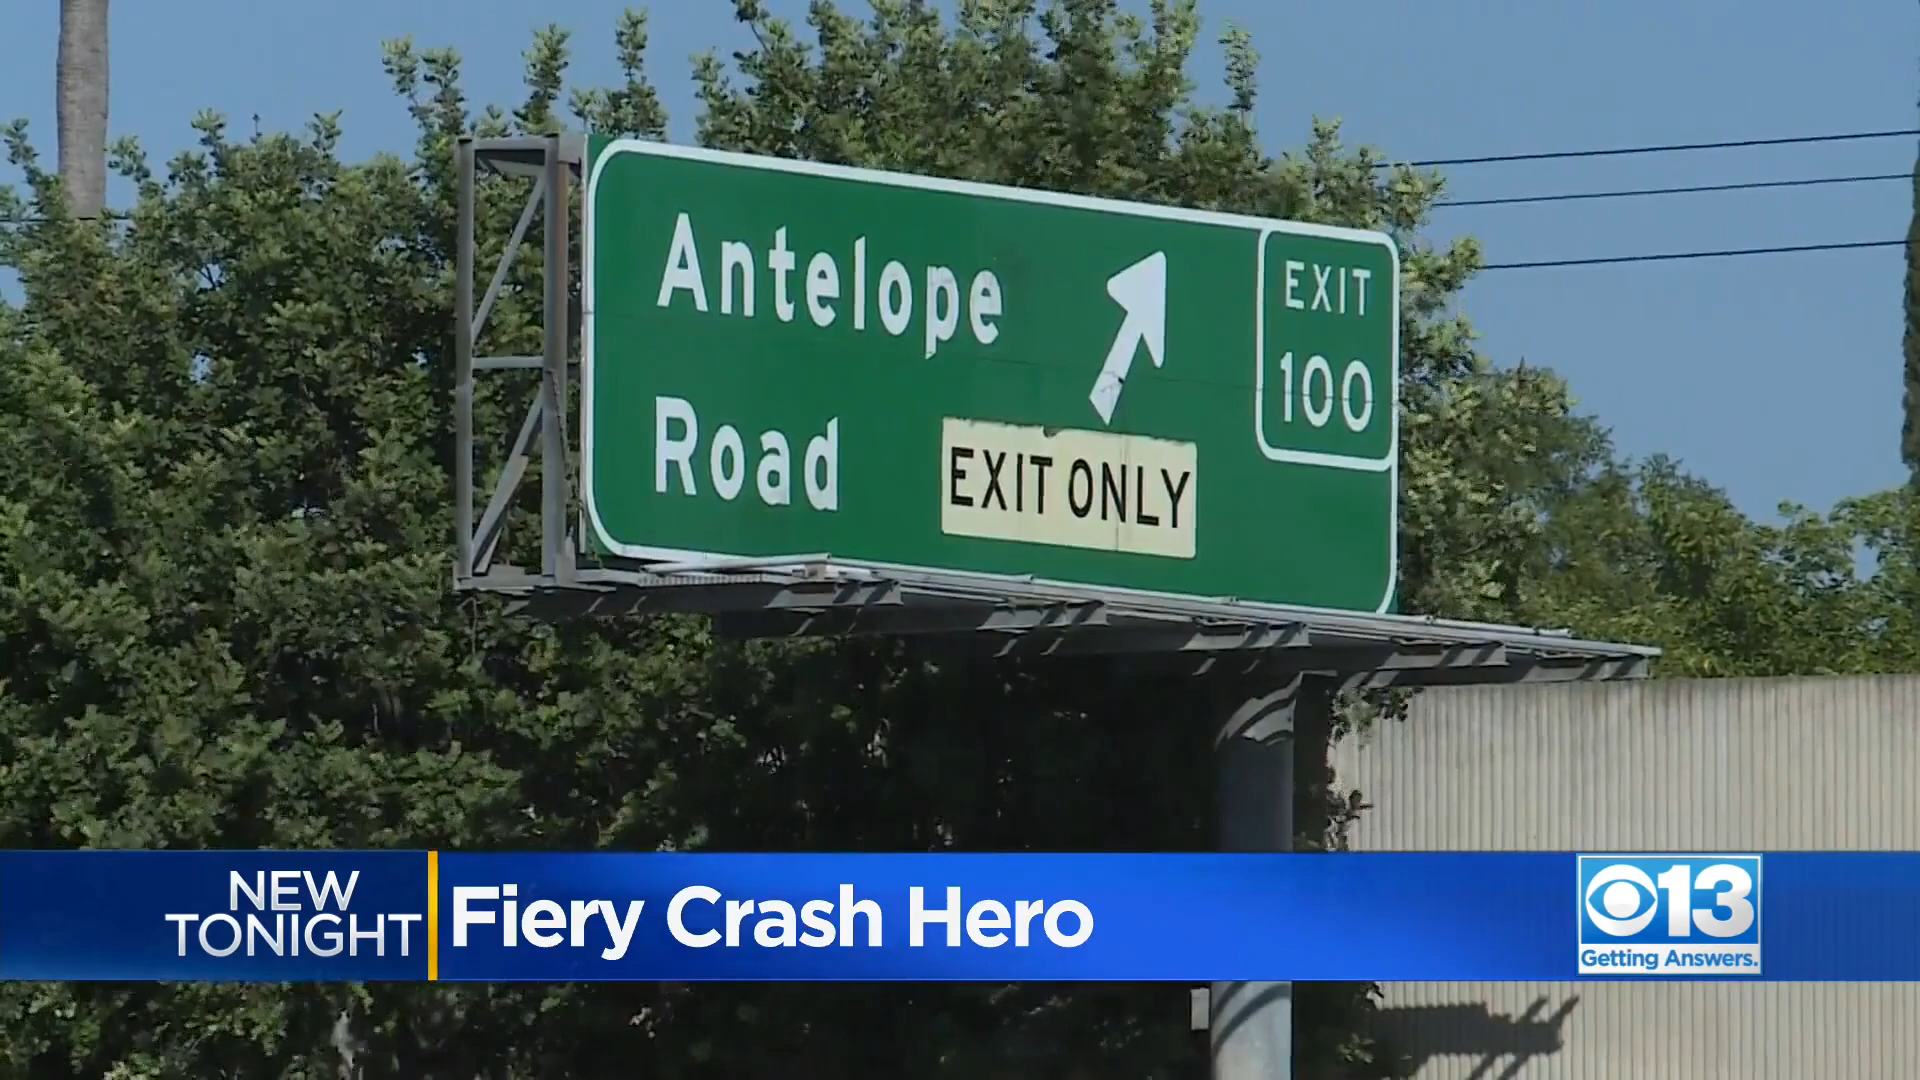 Antelope
Road
EXIT ONLY
EXIT
100
NEW
TONIGHT
Fiery Crash Hero
13
Getting Answers.